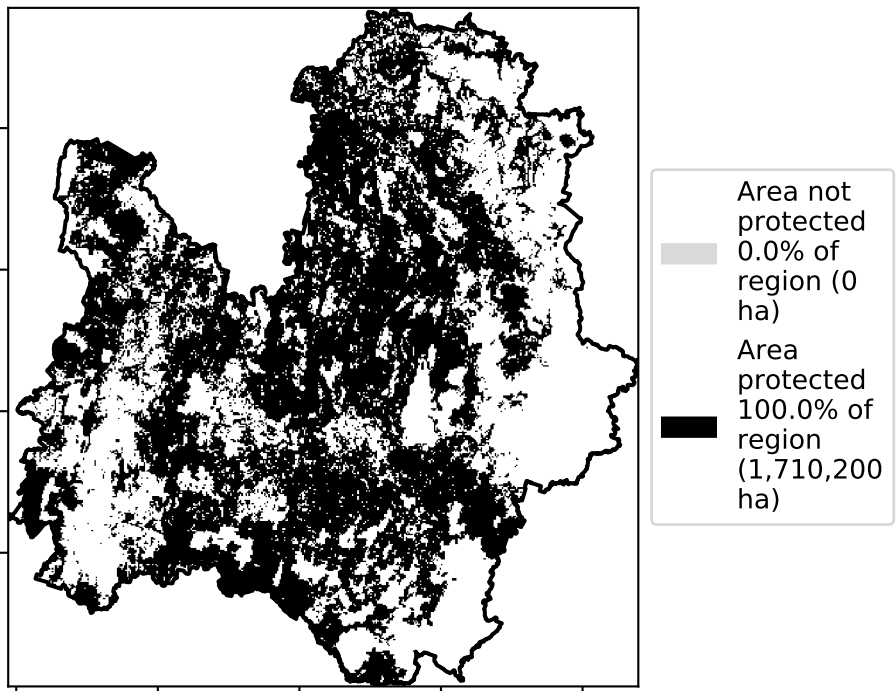 Area not
protected
0.0% of
region (0
ha)
Area
protected
100.0% of
region
(1,710,200
ha)